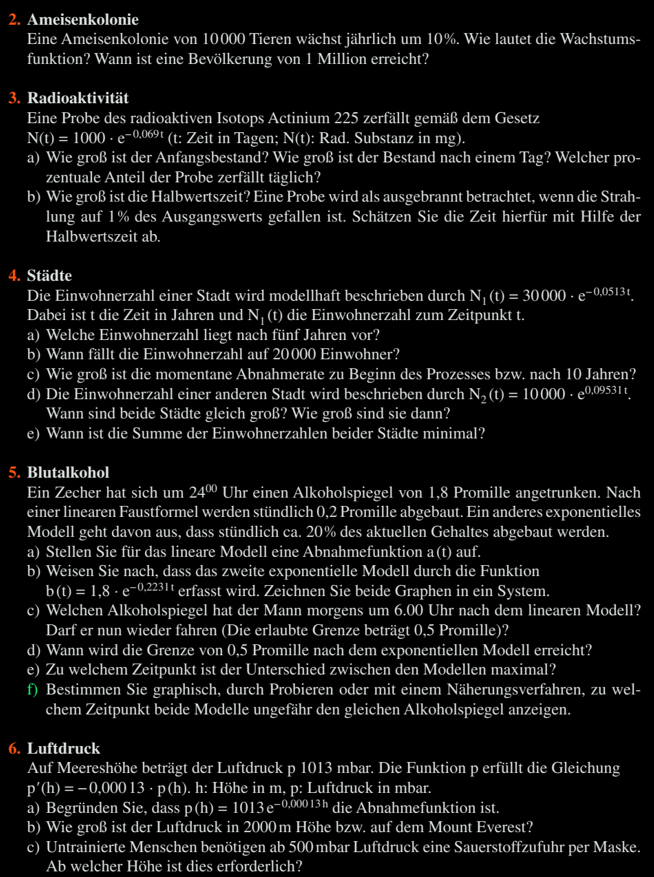 2. Ameisenkolonie
Eine Ameisenkolonie von 10 000 Tieren wächst jährlich um 10 %. Wie lautet die Wachstums-
funktion? Wann ist eine Bevölkerung von 1 Million erreicht?
3. Radioaktivität
Eine Probe des radioaktiven Isotops Actinium 225 zerfällt gemäß dem Gesetz
N(t) = 1000 · e^{−0,069 t} (t: Zeit in Tagen; N(t): Rad. Substanz in mg).
a) Wie groß ist der Anfangsbestand? Wie groß ist der Bestand nach einem Tag? Welcher pro-
zentuale Anteil der Probe zerfällt täglich?
b) Wie groß ist die Halbwertszeit? Eine Probe wird als ausgebrannt betrachtet, wenn die Strah-
lung auf 1 % des Ausgangswerts gefallen ist. Schätzen Sie die Zeit hierfür mit Hilfe der
Halbwertszeit ab.
4. Städte
Die Einwohnerzahl einer Stadt wird modellhaft beschrieben durch N₁(t) = 30 000 · e^{−0,0513 t}.
Dabei ist t die Zeit in Jahren und N₁(t) die Einwohnerzahl zum Zeitpunkt t.
a) Welche Einwohnerzahl liegt nach fünf Jahren vor?
b) Wann fällt die Einwohnerzahl auf 20 000 Einwohner?
c) Wie groß ist die momentane Abnahmerate zu Beginn des Prozesses bzw. nach 10 Jahren?
d) Die Einwohnerzahl einer anderen Stadt wird beschrieben durch N₂(t) = 10 000 · e^{0,09531 t}.
Wann sind beide Städte gleich groß? Wie groß sind sie dann?
e) Wann ist die Summe der Einwohnerzahlen beider Städte minimal?
5. Blutalkohol
Ein Zecher hat sich um 24⁰⁰ Uhr einen Alkoholspiegel von 1,8 Promille angetrunken. Nach
einer linearen Faustformel werden stündlich 0,2 Promille abgebaut. Ein anderes exponentielles
Modell geht davon aus, dass stündlich ca. 20 % des aktuellen Gehaltes abgebaut werden.
a) Stellen Sie für das lineare Modell eine Abnahmefunktion a(t) auf.
b) Weisen Sie nach, dass das zweite exponentielle Modell durch die Funktion
b(t) = 1,8 · e^{−0,2231 t} erfasst wird. Zeichnen Sie beide Graphen in ein System.
c) Welchen Alkoholspiegel hat der Mann morgens um 6.00 Uhr nach dem linearen Modell?
Darf er nun wieder fahren (Die erlaubte Grenze beträgt 0,5 Promille)?
d) Wann wird die Grenze von 0,5 Promille nach dem exponentiellen Modell erreicht?
e) Zu welchem Zeitpunkt ist der Unterschied zwischen den Modellen maximal?
f) Bestimmen Sie graphisch, durch Probieren oder mit einem Näherungsverfahren, zu wel-
chem Zeitpunkt beide Modelle ungefähr den gleichen Alkoholspiegel anzeigen.
6. Luftdruck
Auf Meereshöhe beträgt der Luftdruck p 1013 mbar. Die Funktion p erfüllt die Gleichung
p′(h) = −0,000 13 · p(h). h: Höhe in m, p: Luftdruck in mbar.
a) Begründen Sie, dass p(h) = 1013 e^{−0,000 13 h} die Abnahmefunktion ist.
b) Wie groß ist der Luftdruck in 2000 m Höhe bzw. auf dem Mount Everest?
c) Untrainierte Menschen benötigen ab 500 mbar Luftdruck eine Sauerstoffzufuhr per Maske.
Ab welcher Höhe ist dies erforderlich?